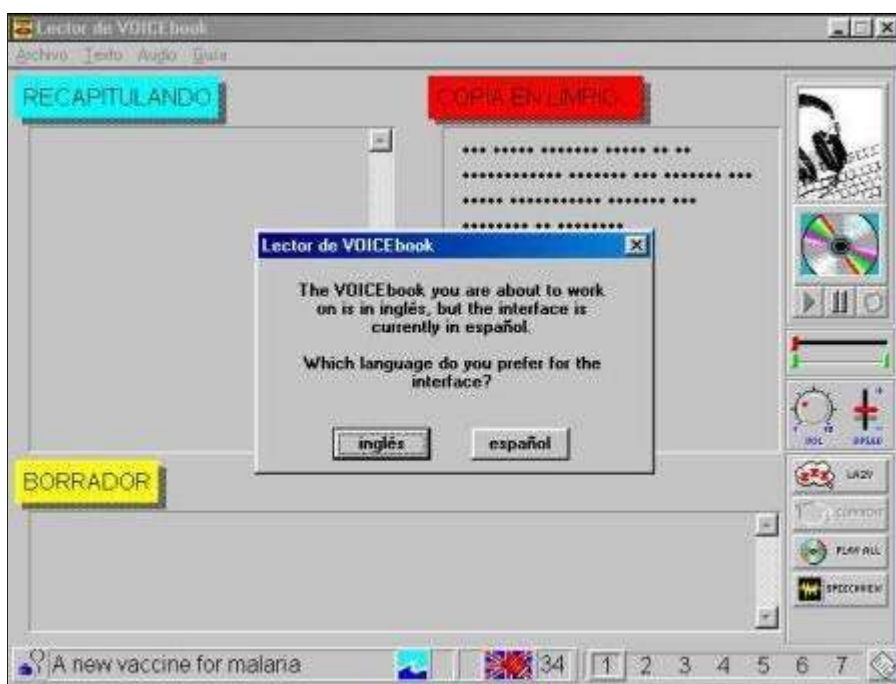 Lector de VOICEbook
Archivo Texto Audio Guía
RECAPITULANDO
COPIA EN LIMPIO
Lector de VOICEbook
The VOICEbook you are about to work
on is in inglés, but the interface is
currently in español.
Which language do you prefer for the
interface?
inglés español
VOL SPEED
LAZY
BORRADOR
PLAY ALL
SPEECHVIEW
A new vaccine for malaria 34 1 2 3 4 5 6 7